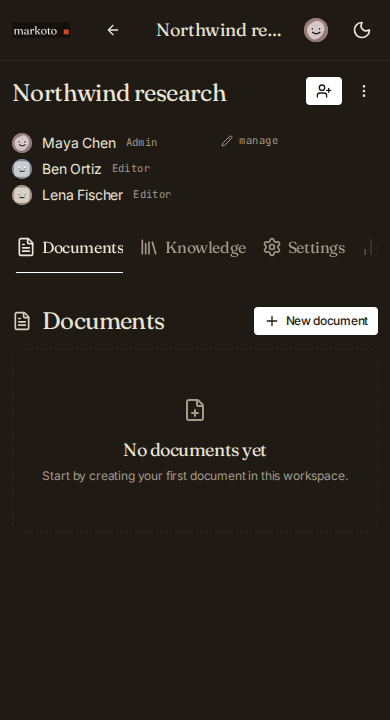 markoto
Northwind re...
Northwind research
Maya Chen Admin
manage
Ben Ortiz Editor
Lena Fischer Editor
Documents Knowledge Settings
Documents
New document
No documents yet
Start by creating your first document in this workspace.